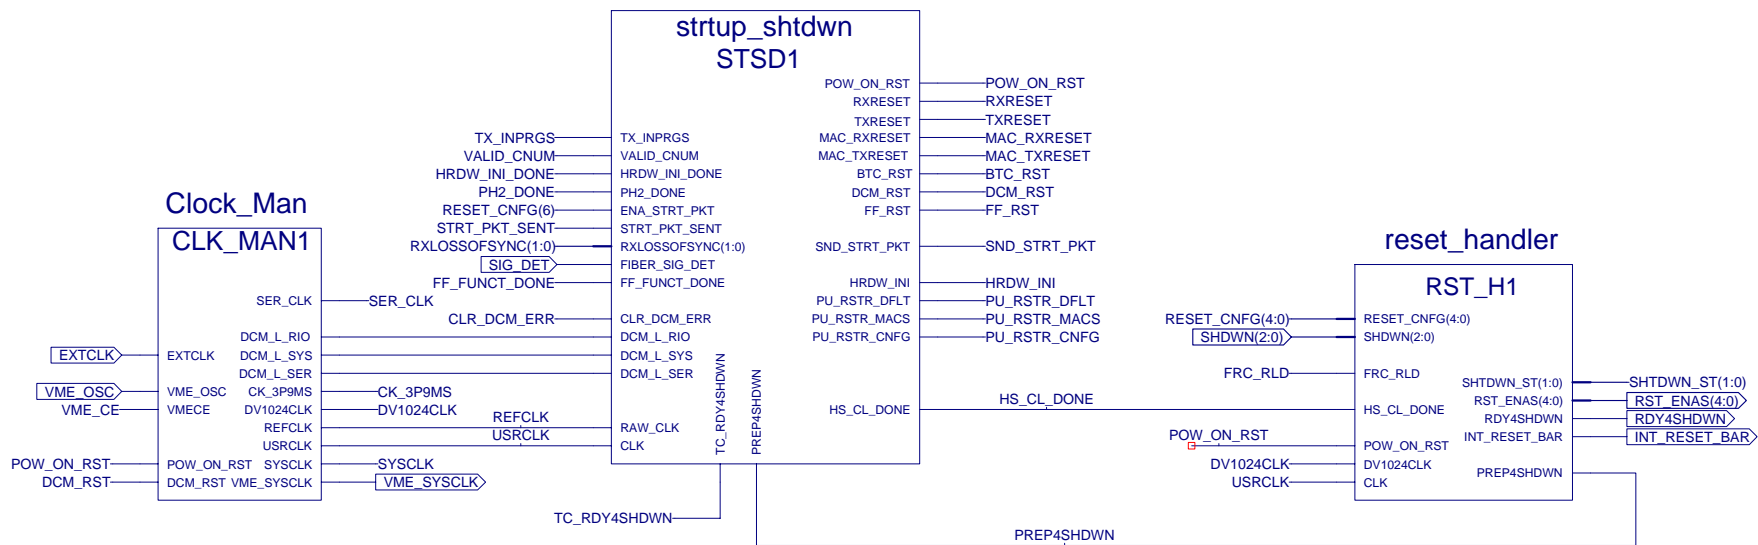 Clock_Man
CLK_MAN1
SER_CLK
SER_CLK
DCM_L_RIO
EXTCLK
EXTCLK
DCM_L_SYS
DCM_L_SER
VME_OSC
VME_OSC
CK_3P9MS
CK_3P9MS
VME_CE
VMECE
DV1024CLK
DV1024CLK
REFCLK
REFCLK
USRCLK
USRCLK
POW_ON_RST
POW_ON_RST
SYSCLK
SYSCLK
DCM_RST
DCM_RST
VME_SYSCLK
VME_SYSCLK
strtup_shtdwn
STSD1
POW_ON_RST
POW_ON_RST
RXRESET
RXRESET
TXRESET
TXRESET
TX_INPRGS
TX_INPRGS
MAC_RXRESET
MAC_RXRESET
VALID_CNUM
VALID_CNUM
MAC_TXRESET
MAC_TXRESET
HRDW_INI_DONE
HRDW_INI_DONE
BTC_RST
BTC_RST
PH2_DONE
PH2_DONE
DCM_RST
DCM_RST
RESET_CNFG(6)
ENA_STRT_PKT
FF_RST
FF_RST
STRT_PKT_SENT
STRT_PKT_SENT
RXLOSSOFSYNC(1:0)
RXLOSSOFSYNC(1:0)
SND_STRT_PKT
SND_STRT_PKT
SIG_DET
FIBER_SIG_DET
FF_FUNCT_DONE
FF_FUNCT_DONE
HRDW_INI
HRDW_INI
PU_RSTR_DFLT
PU_RSTR_DFLT
CLR_DCM_ERR
CLR_DCM_ERR
PU_RSTR_MACS
PU_RSTR_MACS
DCM_L_RIO
PU_RSTR_CNFG
PU_RSTR_CNFG
DCM_L_SYS
DCM_L_SER
HS_CL_DONE
HS_CL_DONE
RAW_CLK
CLK
TC_RDY4SHDWN
PREP4SHDWN
TC_RDY4SHDWN
PREP4SHDWN
reset_handler
RST_H1
RESET_CNFG(4:0)
RESET_CNFG(4:0)
SHDWN(2:0)
SHDWN(2:0)
FRC_RLD
FRC_RLD
SHTDWN_ST(1:0)
SHTDWN_ST(1:0)
RST_ENAS(4:0)
RST_ENAS(4:0)
HS_CL_DONE
RDY4SHDWN
RDY4SHDWN
POW_ON_RST
POW_ON_RST
INT_RESET_BAR
INT_RESET_BAR
DV1024CLK
DV1024CLK
PREP4SHDWN
USRCLK
CLK